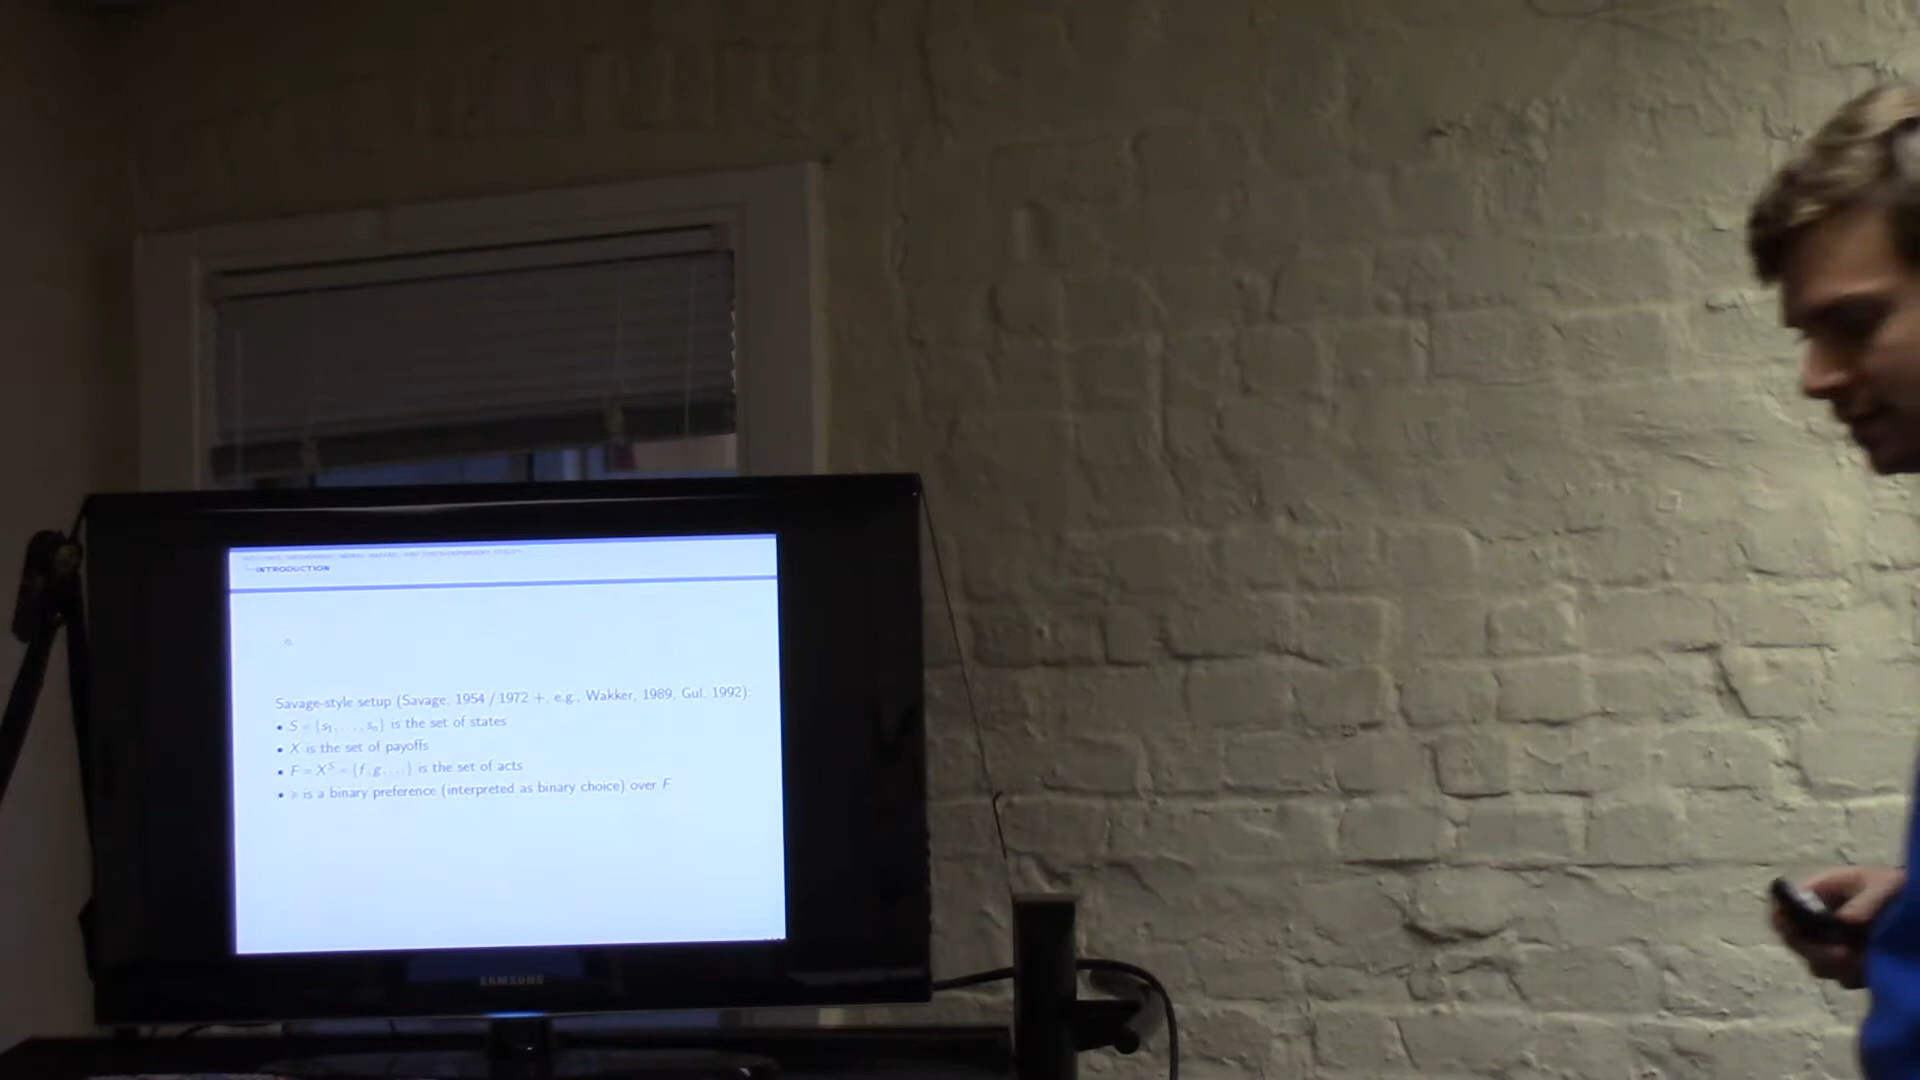 INTRODUCTION
Savage-style setup (Savage, 1954 / 1972 +, e.g., Wakker, 1989, Gul, 1992):
• S = {s₁, . . . , sₙ} is the set of states
• X is the set of payoffs
• F = Xˢ = {f, g, . . .} is the set of acts
• ≽ is a binary preference (interpreted as binary choice) over F
SAMSUNG